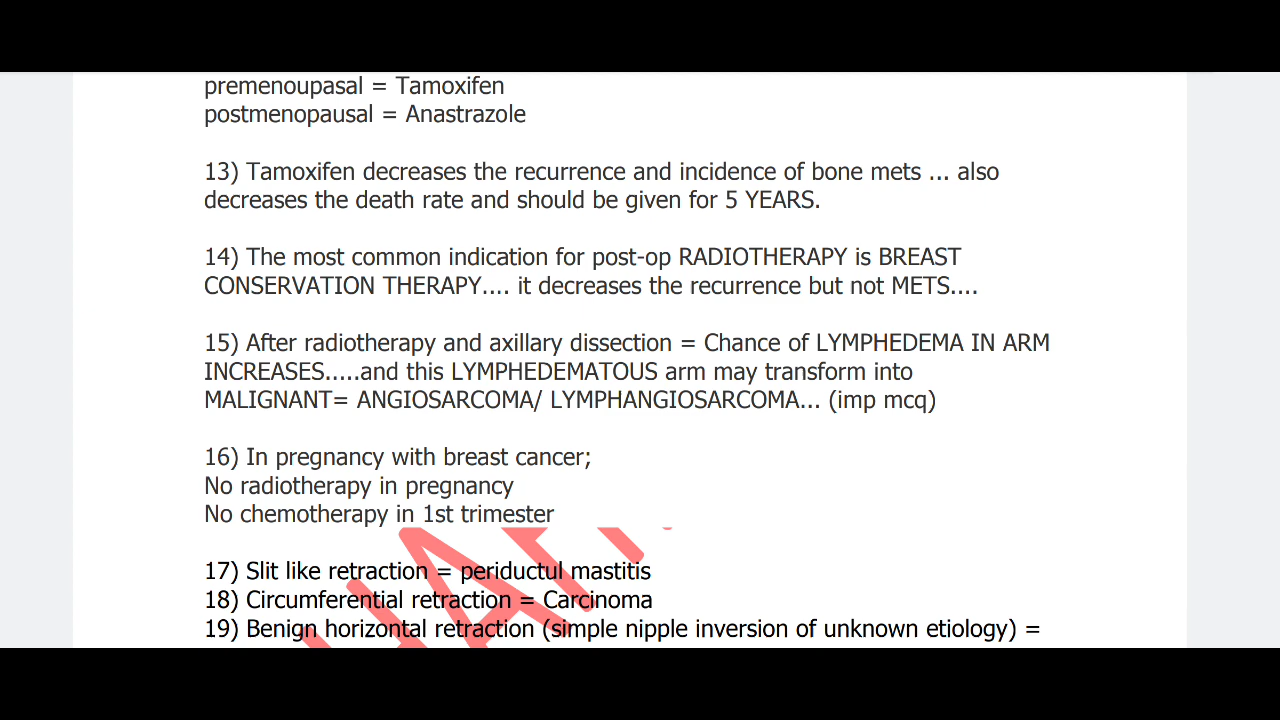 premenoupasal = Tamoxifen
postmenopausal = Anastrazole
13) Tamoxifen decreases the recurrence and incidence of bone mets ... also
decreases the death rate and should be given for 5 YEARS.
14) The most common indication for post-op RADIOTHERAPY is BREAST
CONSERVATION THERAPY.... it decreases the recurrence but not METS....
15) After radiotherapy and axillary dissection = Chance of LYMPHEDEMA IN ARM
INCREASES.....and this LYMPHEDEMATOUS arm may transform into
MALIGNANT= ANGIOSARCOMA/ LYMPHANGIOSARCOMA... (imp mcq)
16) In pregnancy with breast cancer;
No radiotherapy in pregnancy
No chemotherapy in 1st trimester
17) Slit like retraction = periductul mastitis
18) Circumferential retraction = Carcinoma
19) Benign horizontal retraction (simple nipple inversion of unknown etiology) =